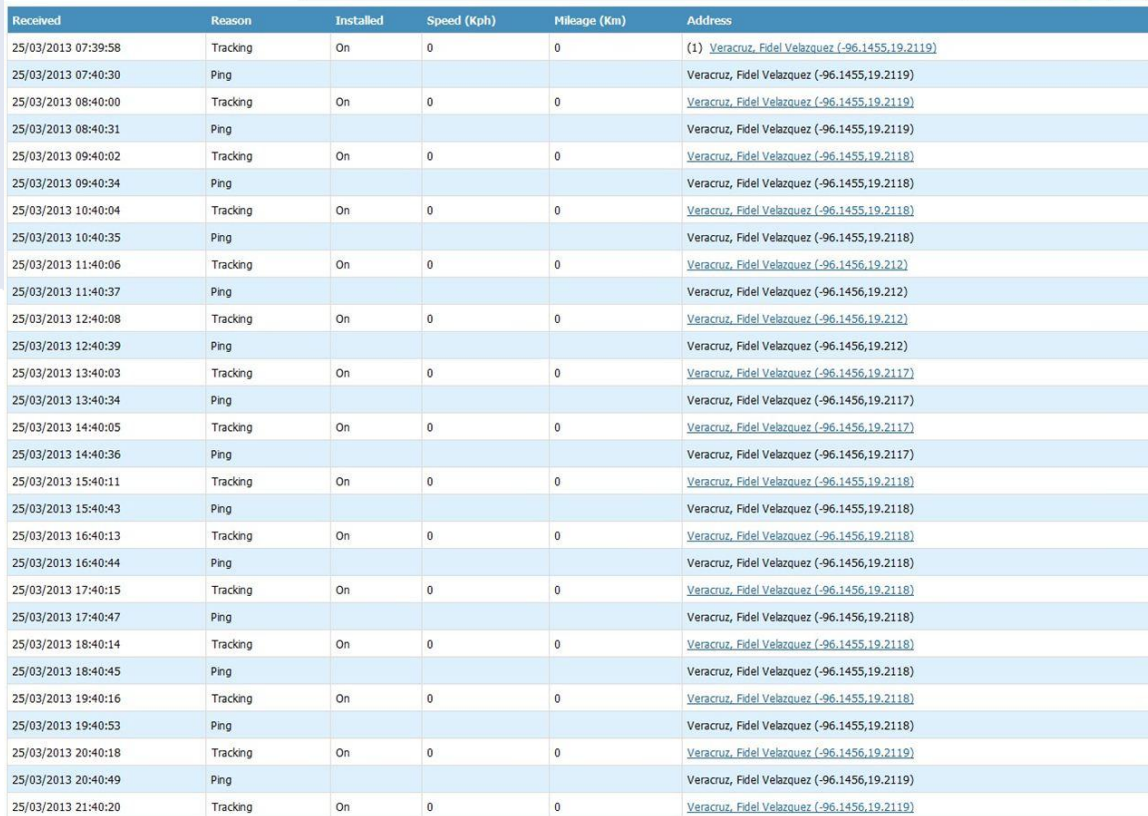 Received Reason Installed Speed (Kph) Mileage (Km) Address
25/03/2013 07:39:58 Tracking On 0 0 (1) Veracruz, Fidel Velazquez (-96.1455,19.2119)
25/03/2013 07:40:30 Ping Veracruz, Fidel Velazquez (-96.1455,19.2119)
25/03/2013 08:40:00 Tracking On 0 0 Veracruz, Fidel Velazquez (-96.1455,19.2119)
25/03/2013 08:40:31 Ping Veracruz, Fidel Velazquez (-96.1455,19.2119)
25/03/2013 09:40:02 Tracking On 0 0 Veracruz, Fidel Velazquez (-96.1455,19.2118)
25/03/2013 09:40:34 Ping Veracruz, Fidel Velazquez (-96.1455,19.2118)
25/03/2013 10:40:04 Tracking On 0 0 Veracruz, Fidel Velazquez (-96.1455,19.2118)
25/03/2013 10:40:35 Ping Veracruz, Fidel Velazquez (-96.1455,19.2118)
25/03/2013 11:40:06 Tracking On 0 0 Veracruz, Fidel Velazquez (-96.1456,19.212)
25/03/2013 11:40:37 Ping Veracruz, Fidel Velazquez (-96.1456,19.212)
25/03/2013 12:40:08 Tracking On 0 0 Veracruz, Fidel Velazquez (-96.1456,19.212)
25/03/2013 12:40:39 Ping Veracruz, Fidel Velazquez (-96.1456,19.212)
25/03/2013 13:40:03 Tracking On 0 0 Veracruz, Fidel Velazquez (-96.1456,19.2117)
25/03/2013 13:40:34 Ping Veracruz, Fidel Velazquez (-96.1456,19.2117)
25/03/2013 14:40:05 Tracking On 0 0 Veracruz, Fidel Velazquez (-96.1456,19.2117)
25/03/2013 14:40:36 Ping Veracruz, Fidel Velazquez (-96.1456,19.2117)
25/03/2013 15:40:11 Tracking On 0 0 Veracruz, Fidel Velazquez (-96.1455,19.2118)
25/03/2013 15:40:43 Ping Veracruz, Fidel Velazquez (-96.1455,19.2118)
25/03/2013 16:40:13 Tracking On 0 0 Veracruz, Fidel Velazquez (-96.1456,19.2118)
25/03/2013 16:40:44 Ping Veracruz, Fidel Velazquez (-96.1456,19.2118)
25/03/2013 17:40:15 Tracking On 0 0 Veracruz, Fidel Velazquez (-96.1456,19.2118)
25/03/2013 17:40:47 Ping Veracruz, Fidel Velazquez (-96.1456,19.2118)
25/03/2013 18:40:14 Tracking On 0 0 Veracruz, Fidel Velazquez (-96.1455,19.2118)
25/03/2013 18:40:45 Ping Veracruz, Fidel Velazquez (-96.1455,19.2118)
25/03/2013 19:40:16 Tracking On 0 0 Veracruz, Fidel Velazquez (-96.1455,19.2118)
25/03/2013 19:40:53 Ping Veracruz, Fidel Velazquez (-96.1455,19.2118)
25/03/2013 20:40:18 Tracking On 0 0 Veracruz, Fidel Velazquez (-96.1456,19.2119)
25/03/2013 20:40:49 Ping Veracruz, Fidel Velazquez (-96.1456,19.2119)
25/03/2013 21:40:20 Tracking On 0 0 Veracruz, Fidel Velazquez (-96.1456,19.2119)